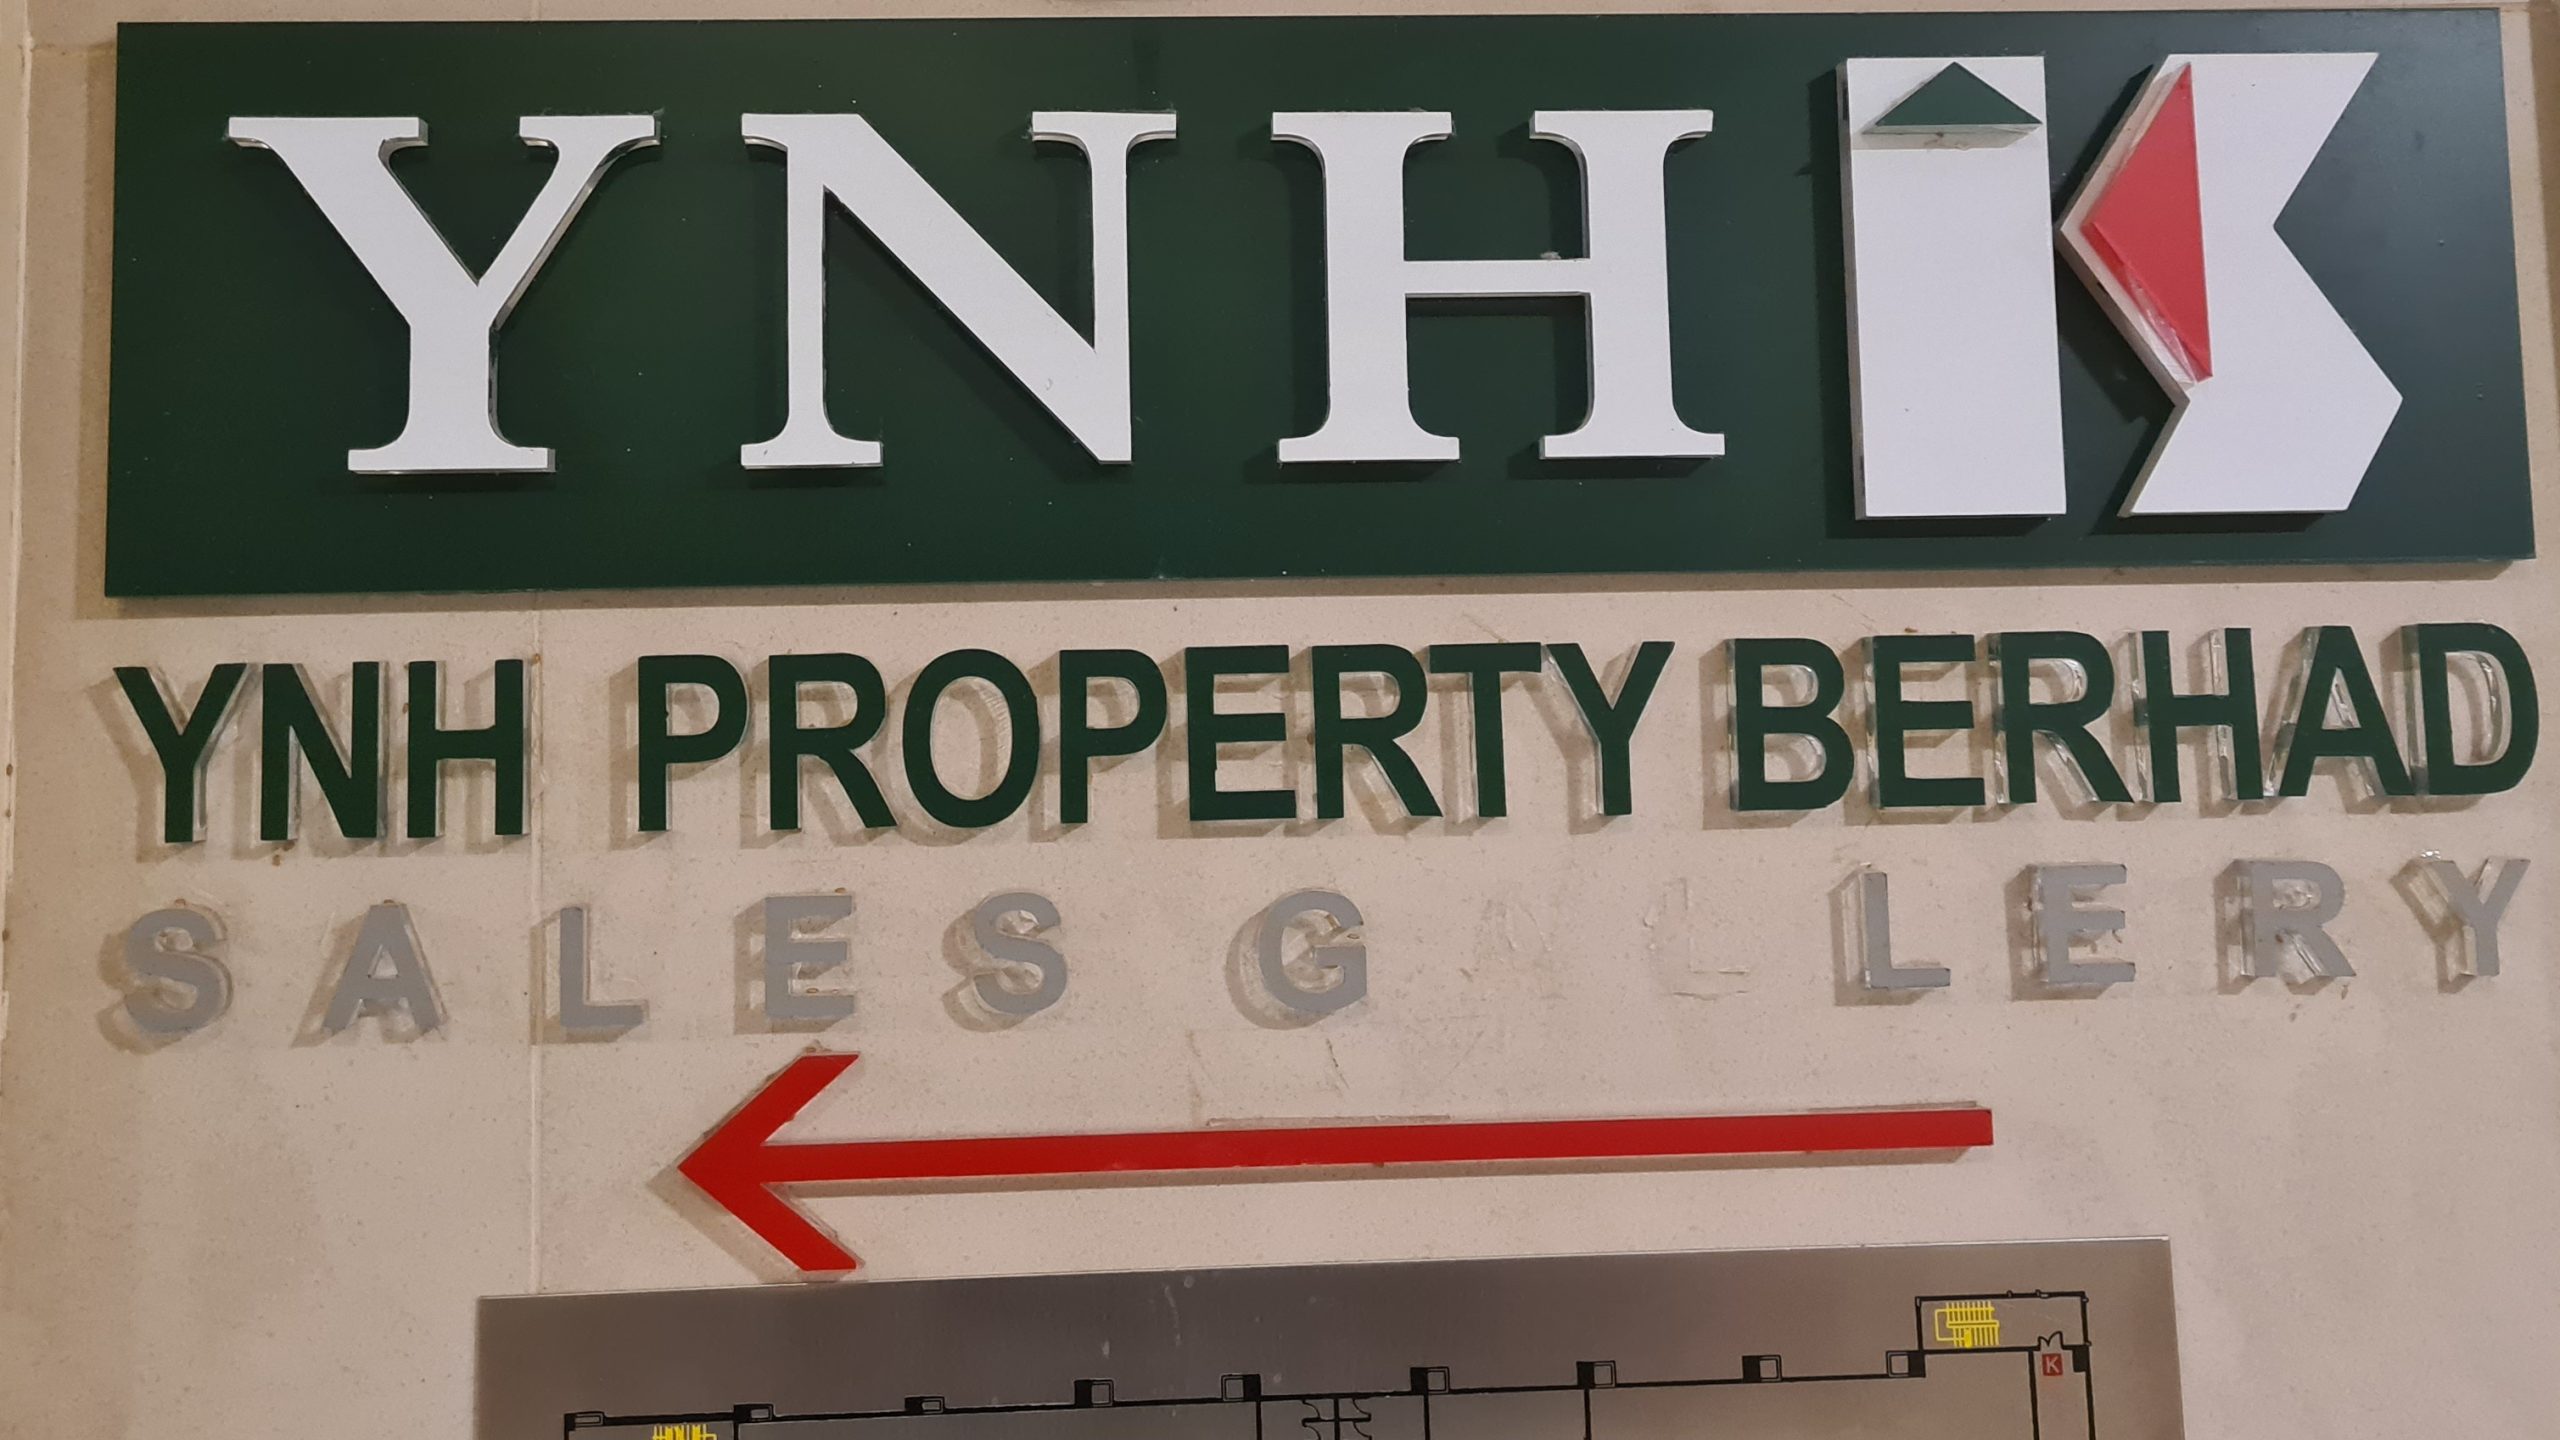 YNH
YNH PROPERTY BERHAD
SALES G LERY
K